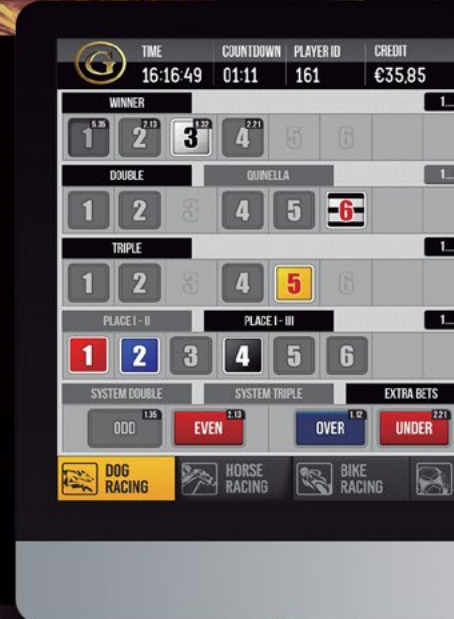 G
TIME COUNTDOWN PLAYER ID CREDIT
16:16:49 01:11 161 €35,85
WINNER 1...
1 5.35 2 2.13 3 1.32 4 2.21 5 6
DOUBLE QUINELLA 1...
1 2 3 4 5 6
TRIPLE 1...
1 2 3 4 5 6
PLACE I - II PLACE I - III 1...
1 2 3 4 5 6
SYSTEM DOUBLE SYSTEM TRIPLE EXTRA BETS
ODD 1.35 EVEN 2.13 OVER 1.12 UNDER 2.21
DOG RACING HORSE RACING BIKE RACING